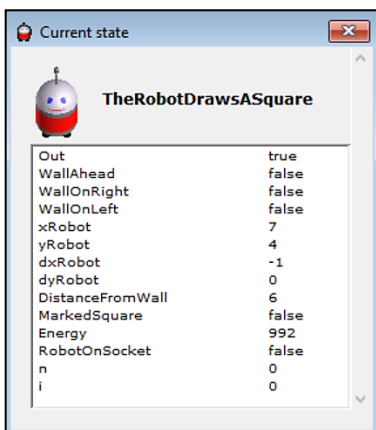 Current state
TheRobotDrawsASquare
Out true
WallAhead false
WallOnRight false
WallOnLeft false
xRobot 7
yRobot 4
dxRobot -1
dyRobot 0
DistanceFromWall 6
MarkedSquare false
Energy 992
RobotOnSocket false
n 0
i 0